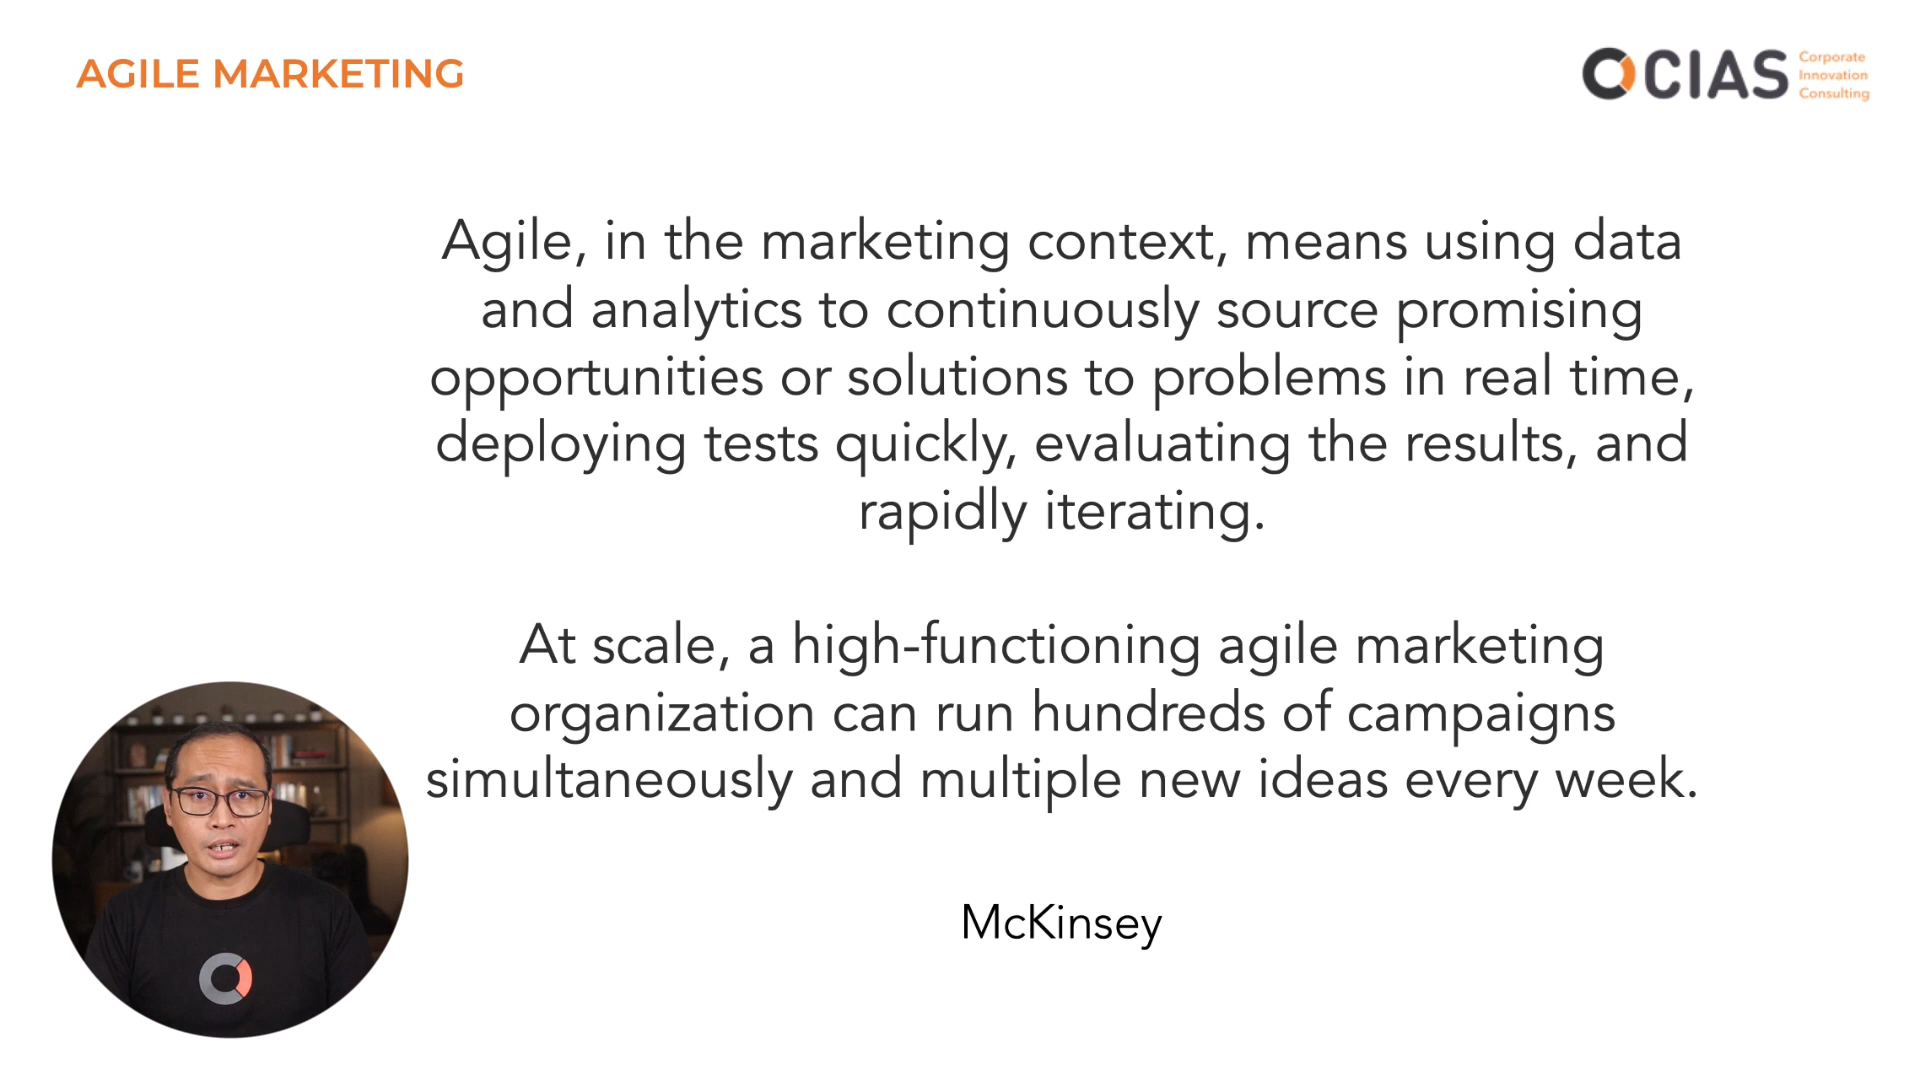 AGILE MARKETING
CIAS
Corporate
Innovation
Consulting
Agile, in the marketing context, means using data
and analytics to continuously source promising
opportunities or solutions to problems in real time,
deploying tests quickly, evaluating the results, and
rapidly iterating.
At scale, a high-functioning agile marketing
organization can run hundreds of campaigns
simultaneously and multiple new ideas every week.
McKinsey